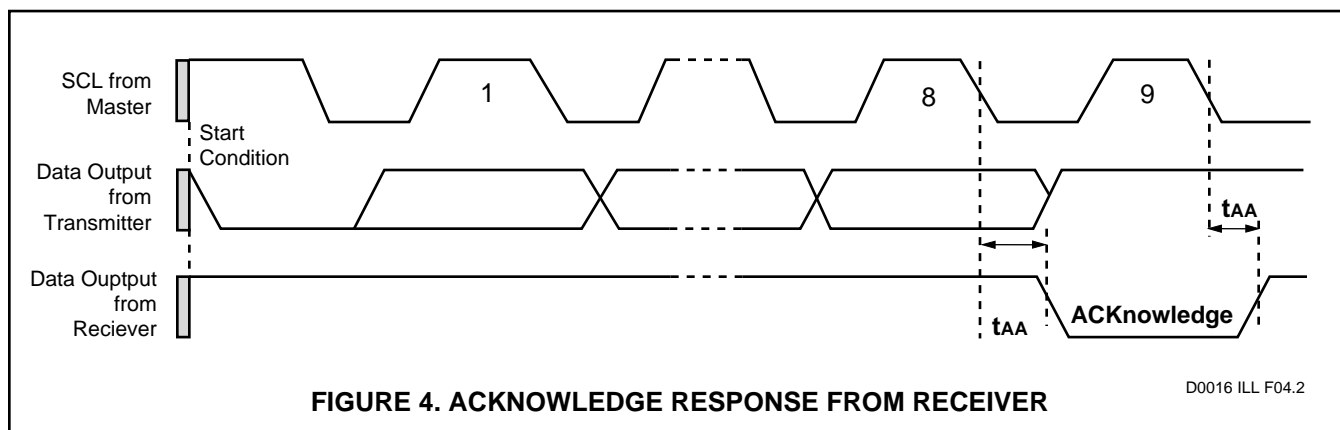 SCL from
Master
1
8
9
Start
Condition
Data Output
from
Transmitter
tAA
Data Ouptput
from
Reciever
tAA
ACKnowledge
FIGURE 4. ACKNOWLEDGE RESPONSE FROM RECEIVER
D0016 ILL F04.2